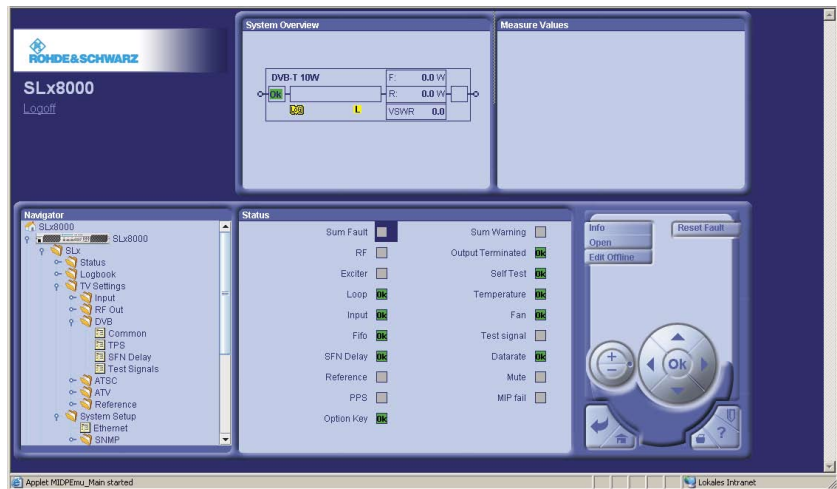 System Overview
Measure Values
ROHDE&SCHWARZ
SLx8000
Logoff
DVB-T 10W
F: 0.0 W
Ok
R: 0.0 W
L
VSWR 0.0
Navigator
SLx8000
SLx8000
SLx
Status
Logbook
TV Settings
Input
RF Out
DVB
Common
TPS
SFN Delay
Test Signals
ATSC
ATV
Reference
System Setup
Ethernet
SNMP
Status
Sum Fault
Sum Warning
RF
Output Terminated Ok
Exciter
Self Test Ok
Loop Ok
Temperature Ok
Input Ok
Fan Ok
Fifo Ok
Test signal
SFN Delay Ok
Datarate Ok
Reference
Mute
PPS
MIP fail
Option Key Ok
Info
Reset Fault
Open
Edit Offline
+
−
Ok
?
Applet MIDPEmu_Main started
Lokales Intranet